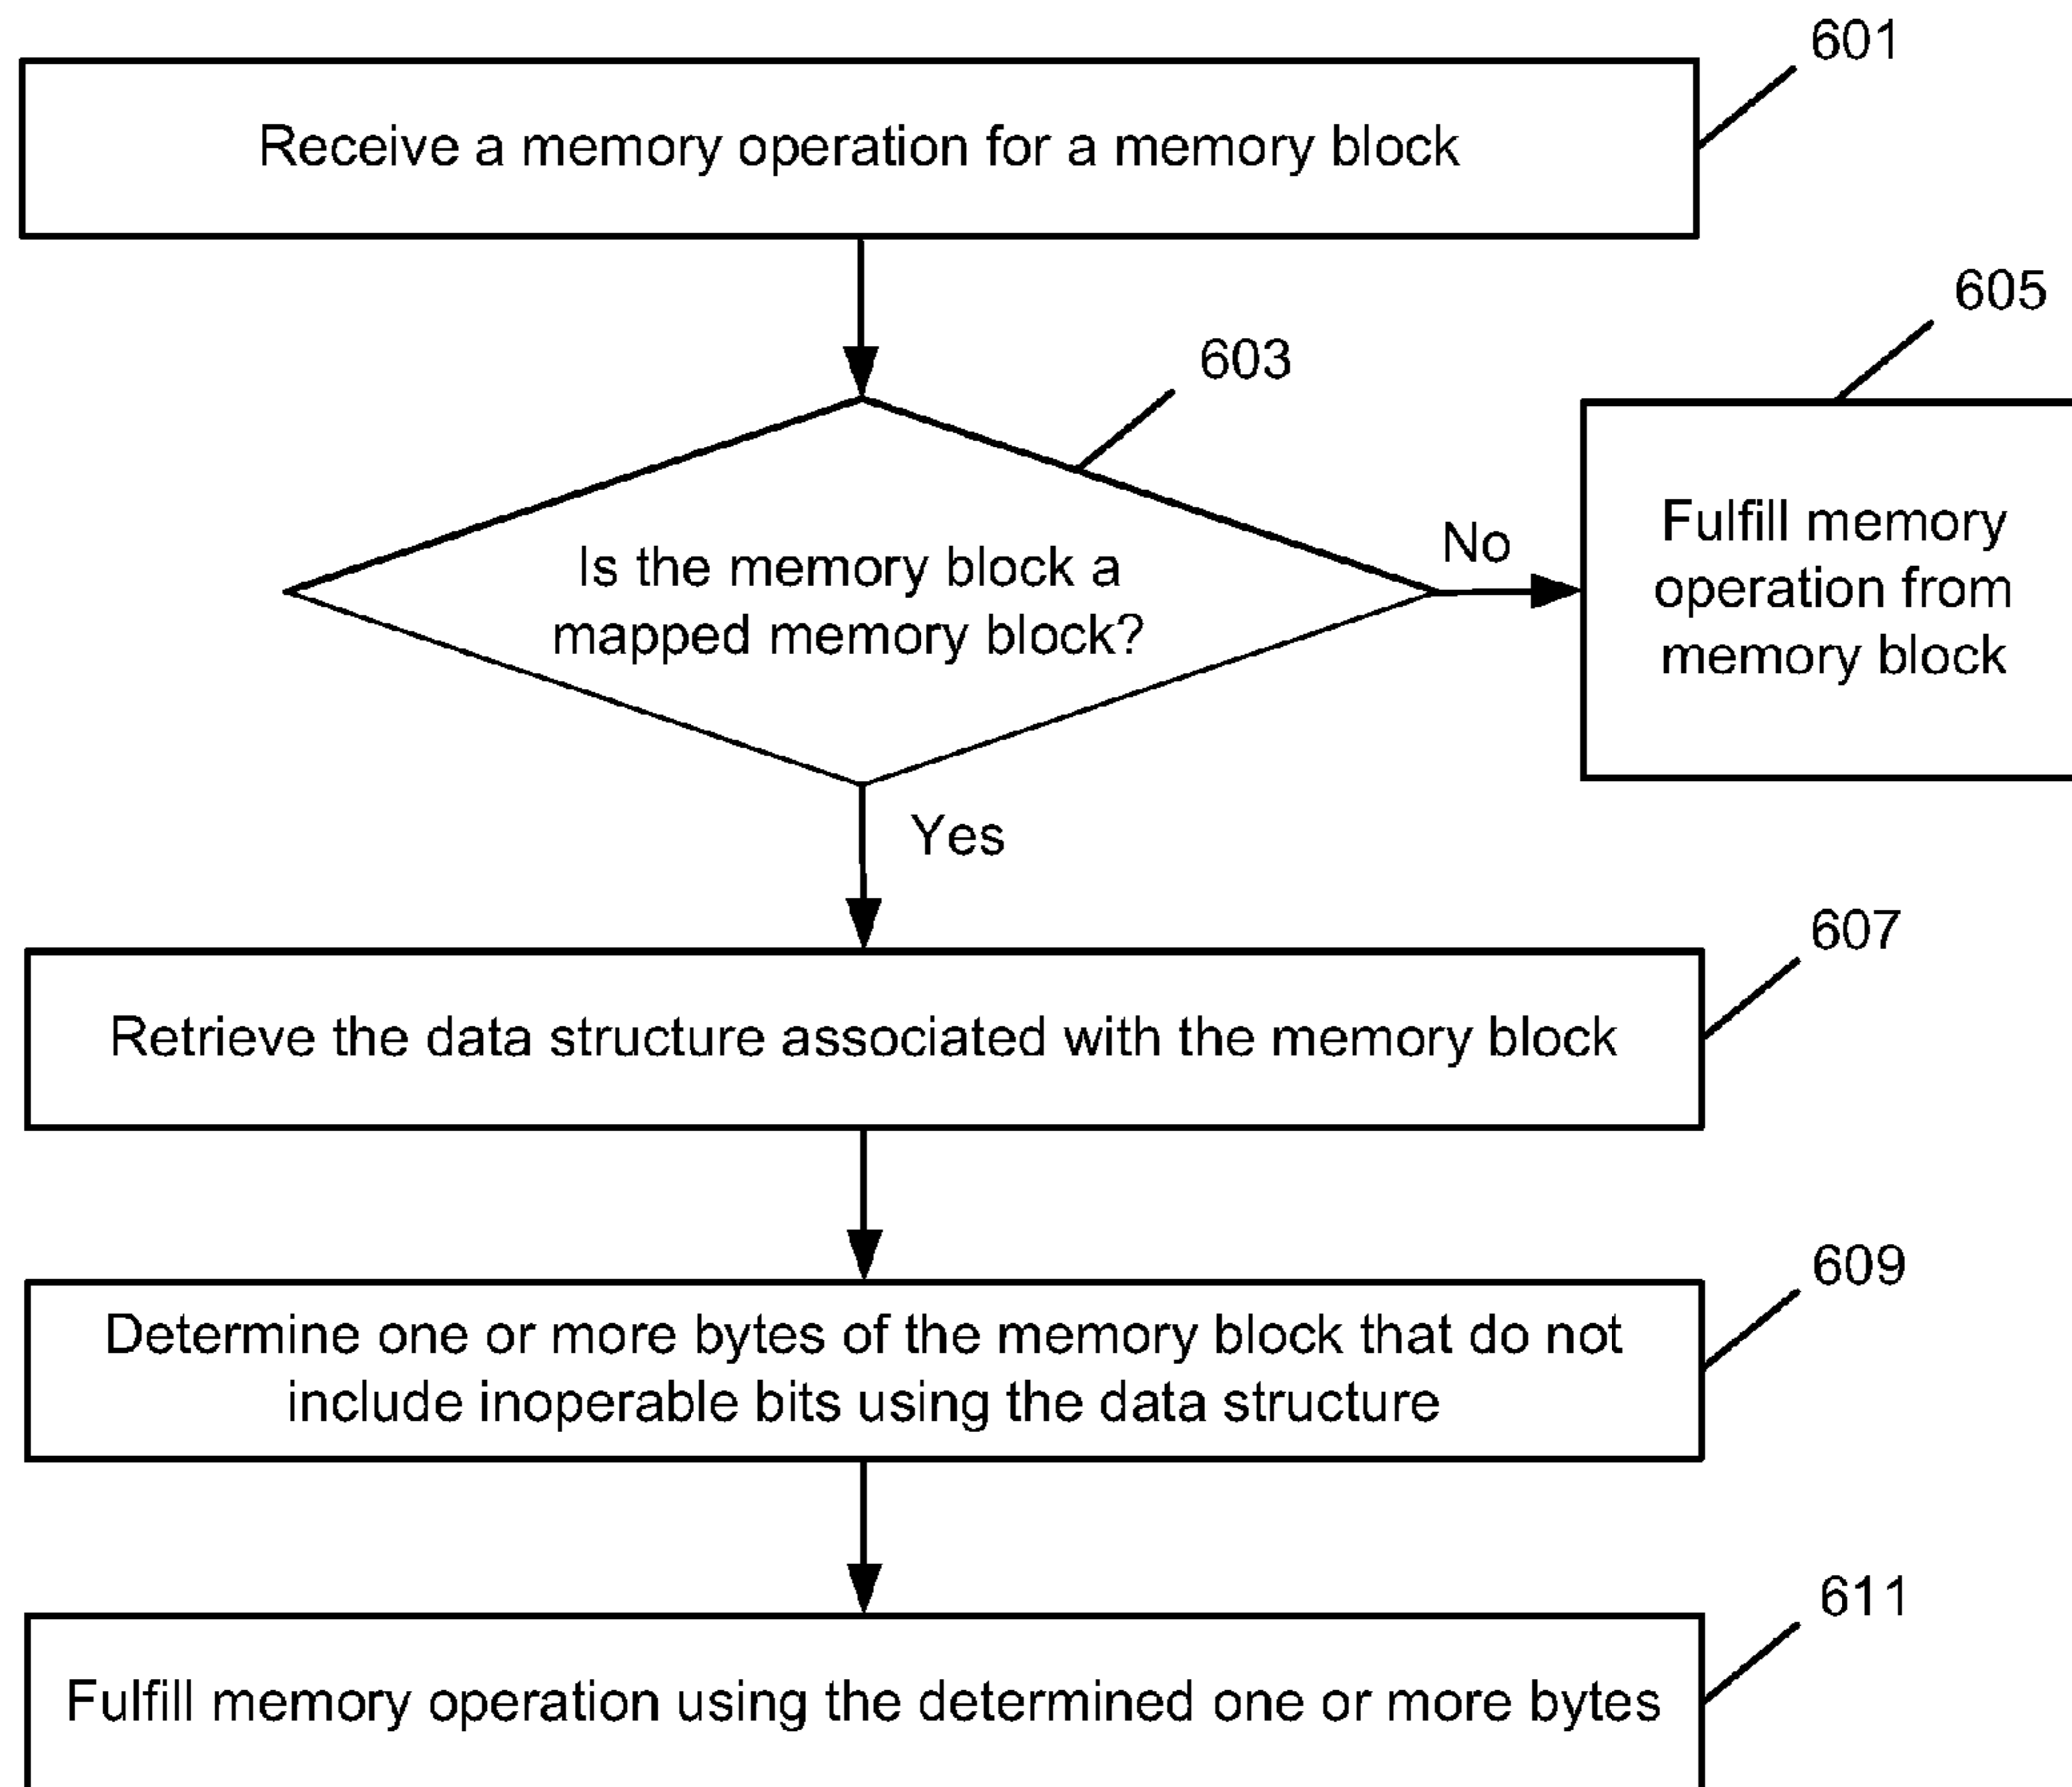 601
Receive a memory operation for a memory block
605
603
Is the memory block a
mapped memory block?
No
Fulfill memory
operation from
memory block
Yes
607
Retrieve the data structure associated with the memory block
609
Determine one or more bytes of the memory block that do not
include inoperable bits using the data structure
611
Fulfill memory operation using the determined one or more bytes